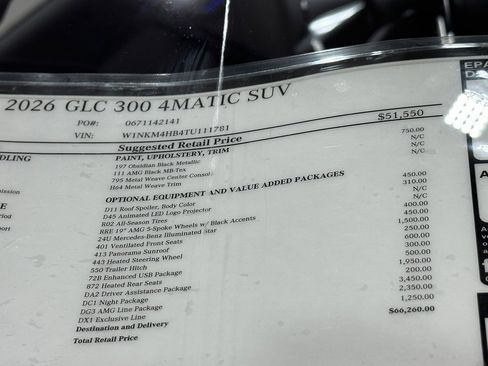 2026 GLC 300 4MATIC SUV
PO#: 0671142141
VIN: W1NKM4HB4TU111781
$51,550
Suggested Retail Price
PAINT, UPHOLSTERY, TRIM
197 Obsidian Black Metallic 750.00
111 AMG Black MB-Tex N/C
795 Metal Weave Center Consol N/C
H64 Metal Weave Trim N/C
OPTIONAL EQUIPMENT AND VALUE ADDED PACKAGES
D11 Roof Spoiler, Body Color 450.00
D45 Animated LED Logo Projector 310.00
R02 All-Season Tires N/C
RRE 19" AMG 5-Spoke Wheels w/ Black Accents N/C
24U Mercedes-Benz Illuminated Star 400.00
401 Ventilated Front Seats 450.00
413 Panorama Sunroof 1,500.00
443 Heated Steering Wheel 250.00
550 Trailer Hitch 600.00
72B Enhanced USB Package 300.00
872 Heated Rear Seats 500.00
DA2 Driver Assistance Package 1,950.00
DC1 Night Package 200.00
DG3 AMG Line Package 3,450.00
DX1 Exclusive Line 2,350.00
Destination and Delivery 1,250.00
Total Retail Price $66,260.00
DLING
EPA